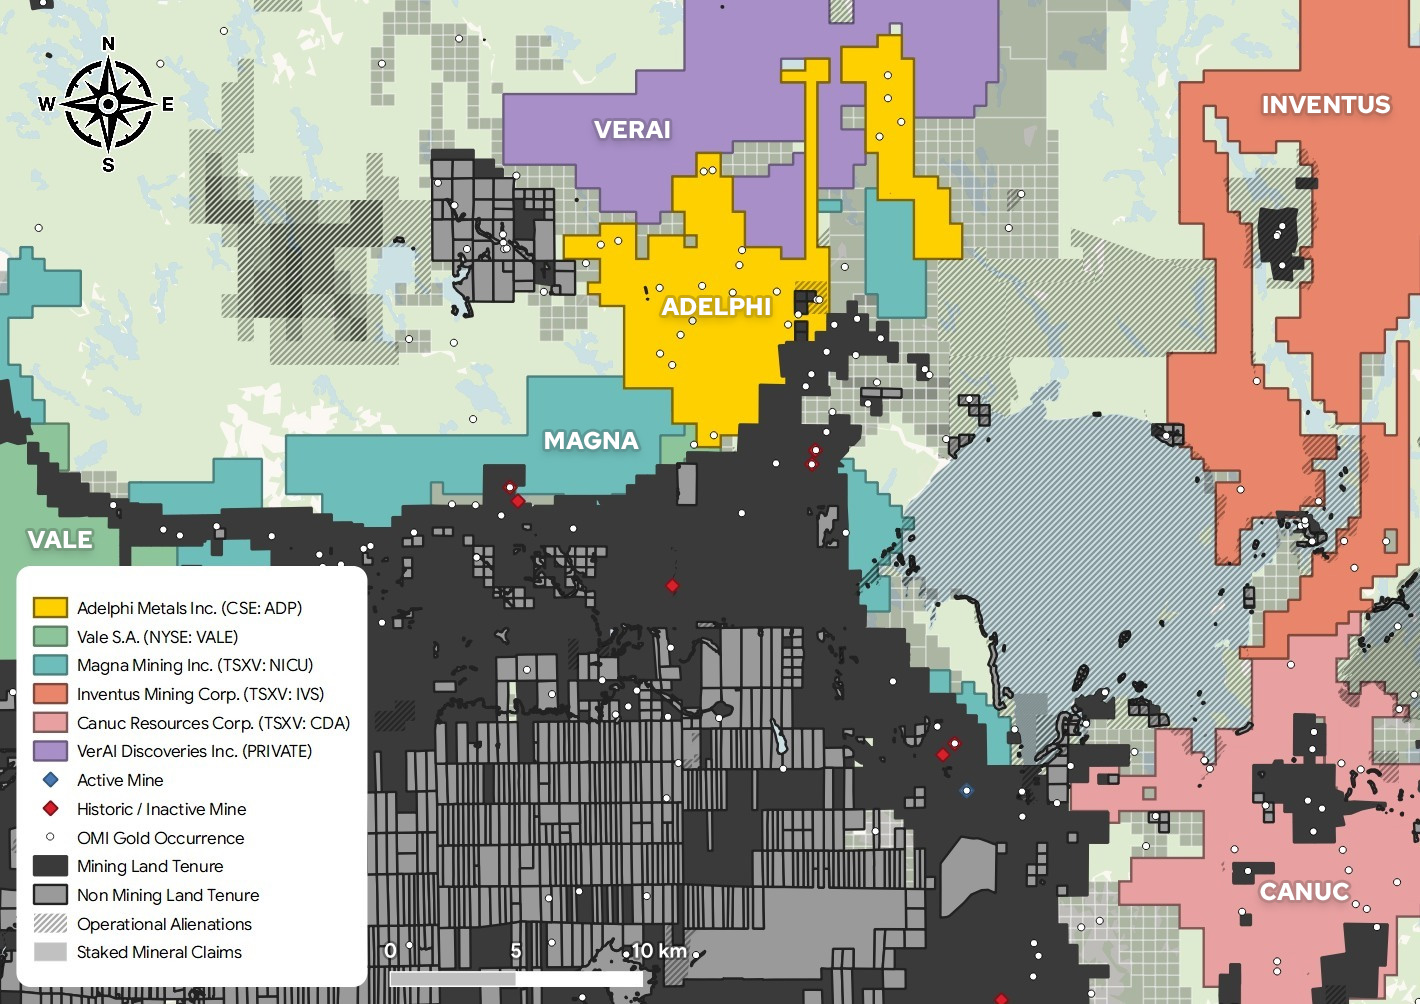 N
W E
S
VERAI
INVENTUS
ADELPHI
MAGNA
VALE
CANUC
Adelphi Metals Inc. (CSE: ADP)
Vale S.A. (NYSE: VALE)
Magna Mining Inc. (TSXV: NICU)
Inventus Mining Corp. (TSXV: IVS)
Canuc Resources Corp. (TSXV: CDA)
VerAI Discoveries Inc. (PRIVATE)
Active Mine
Historic / Inactive Mine
OMI Gold Occurrence
Mining Land Tenure
Non Mining Land Tenure
Operational Alienations
Staked Mineral Claims
0 5 10 km